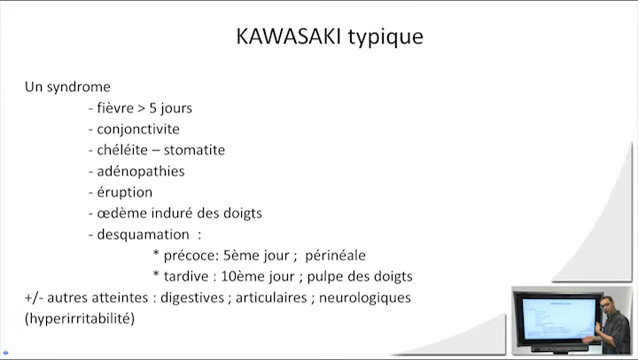 KAWASAKI typique
Un syndrome
- fièvre > 5 jours
- conjonctivite
- chéléite – stomatite
- adénopathies
- éruption
- œdème induré des doigts
- desquamation :
* précoce: 5ème jour ; périnéale
* tardive : 10ème jour ; pulpe des doigts
+/- autres atteintes : digestives ; articulaires ; neurologiques
(hyperirritabilité)